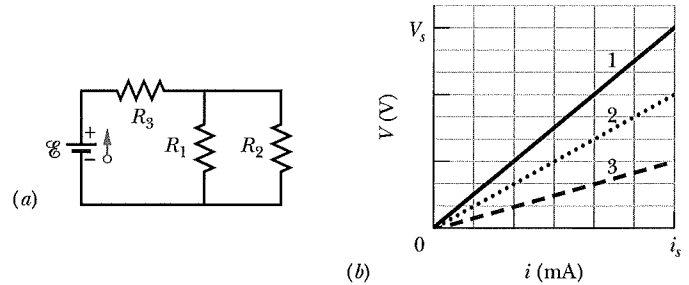 R₃
ℰ
+
−
R₁
R₂
(a)
Vₛ
V (V)
1
2
3
0
iₛ
i (mA)
(b)